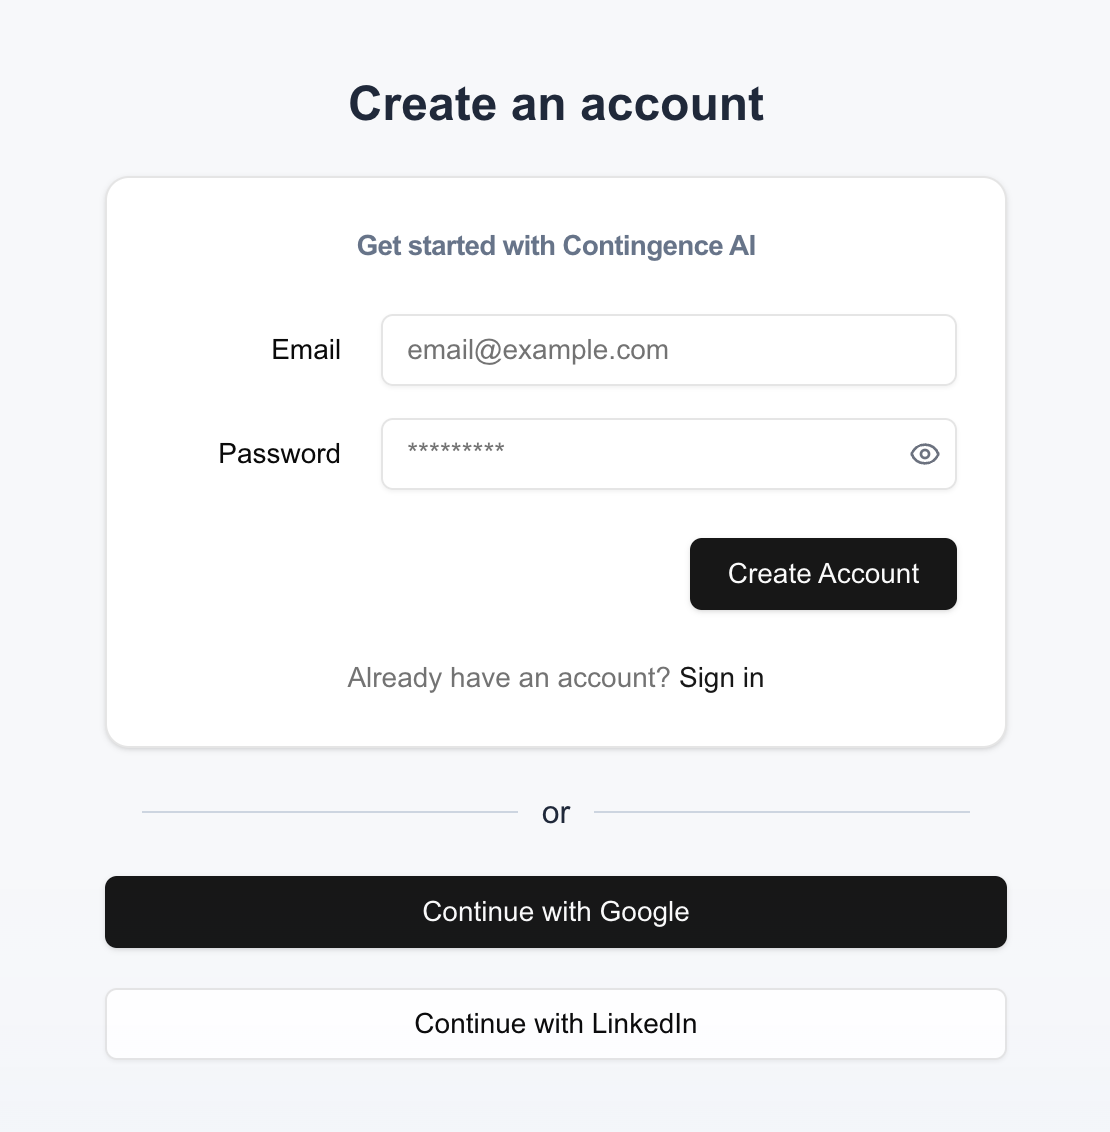 Create an account
Get started with Contingence AI
Email
email@example.com
Password
*********
Create Account
Already have an account? Sign in
or
Continue with Google
Continue with LinkedIn